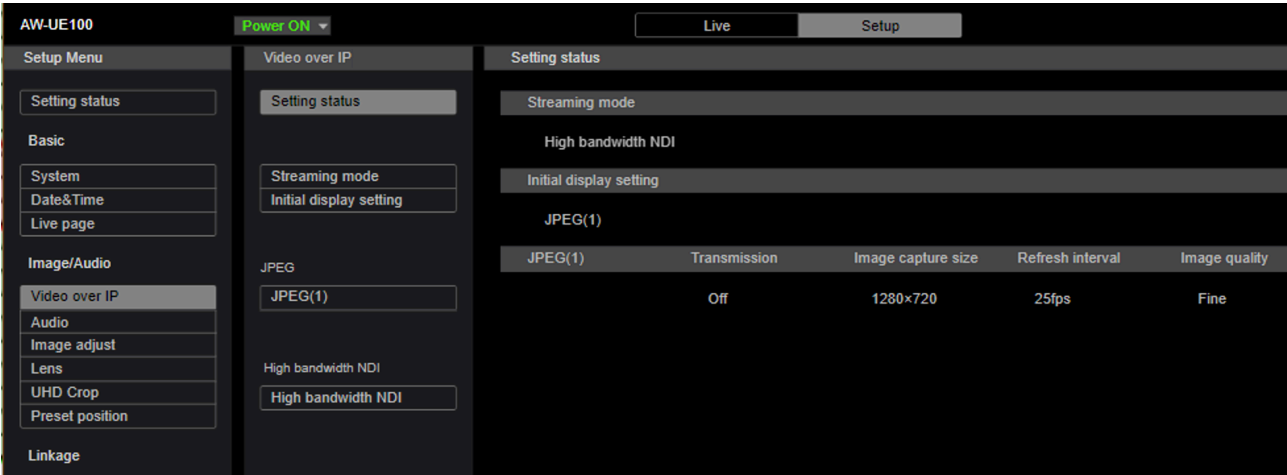 AW-UE100 Power ON Live Setup
Setup Menu Video over IP Setting status
Setting status Setting status Streaming mode
Basic High bandwidth NDI
System Streaming mode Initial display setting
Date&Time Initial display setting
Live page JPEG(1)
Image/Audio JPEG JPEG(1) Transmission Image capture size Refresh interval Image quality
Video over IP JPEG(1) Off 1280×720 25fps Fine
Audio
Image adjust
Lens High bandwidth NDI
UHD Crop High bandwidth NDI
Preset position
Linkage